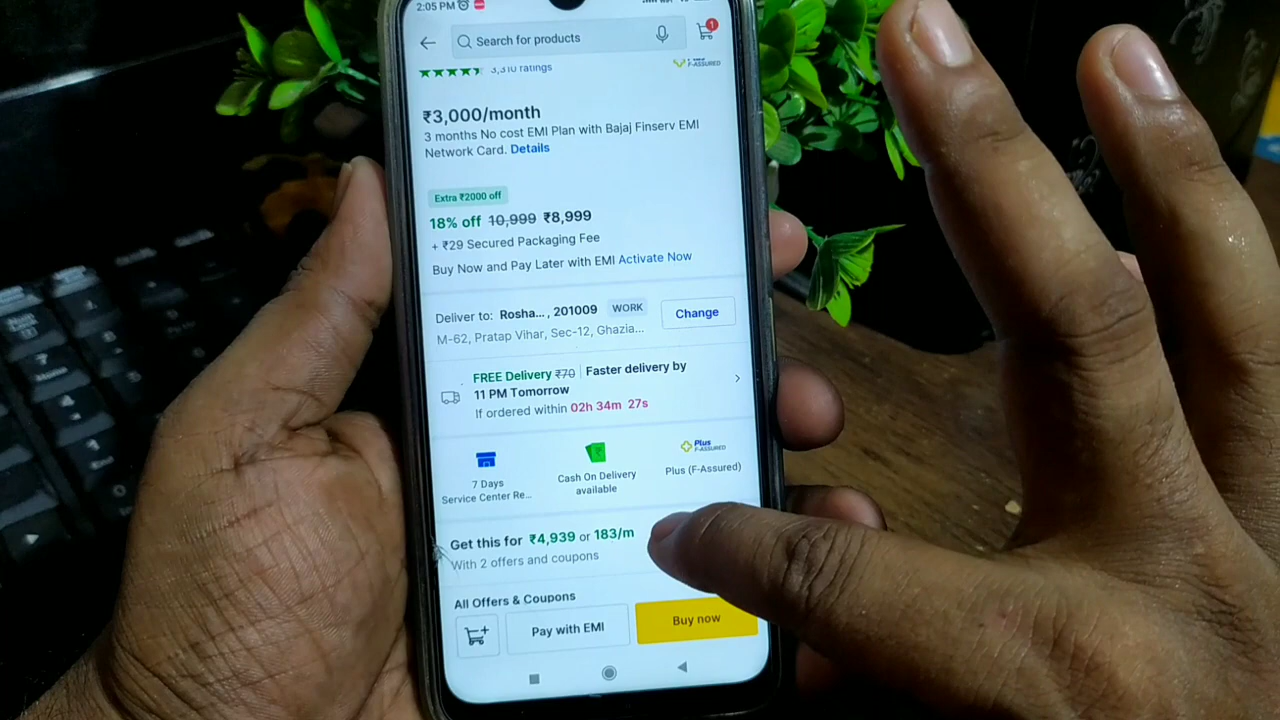 2:05 PM
Search for products
1
3,310 ratings
F-ASSURED
₹3,000/month
3 months No cost EMI Plan with Bajaj Finserv EMI
Network Card. Details
Extra ₹2000 off
18% off 10,999 ₹8,999
+ ₹29 Secured Packaging Fee
Buy Now and Pay Later with EMI Activate Now
Deliver to: Rosha... , 201009 WORK
Change
M-62, Pratap Vihar, Sec-12, Ghazia...
FREE Delivery ₹70 | Faster delivery by
11 PM Tomorrow
If ordered within 02h 34m 27s
Plus
F-ASSURED
7 Days
Service Center Re...
Cash On Delivery
available
Plus (F-Assured)
Get this for ₹4,939 or 183/m
With 2 offers and coupons
All Offers & Coupons
Pay with EMI
Buy now